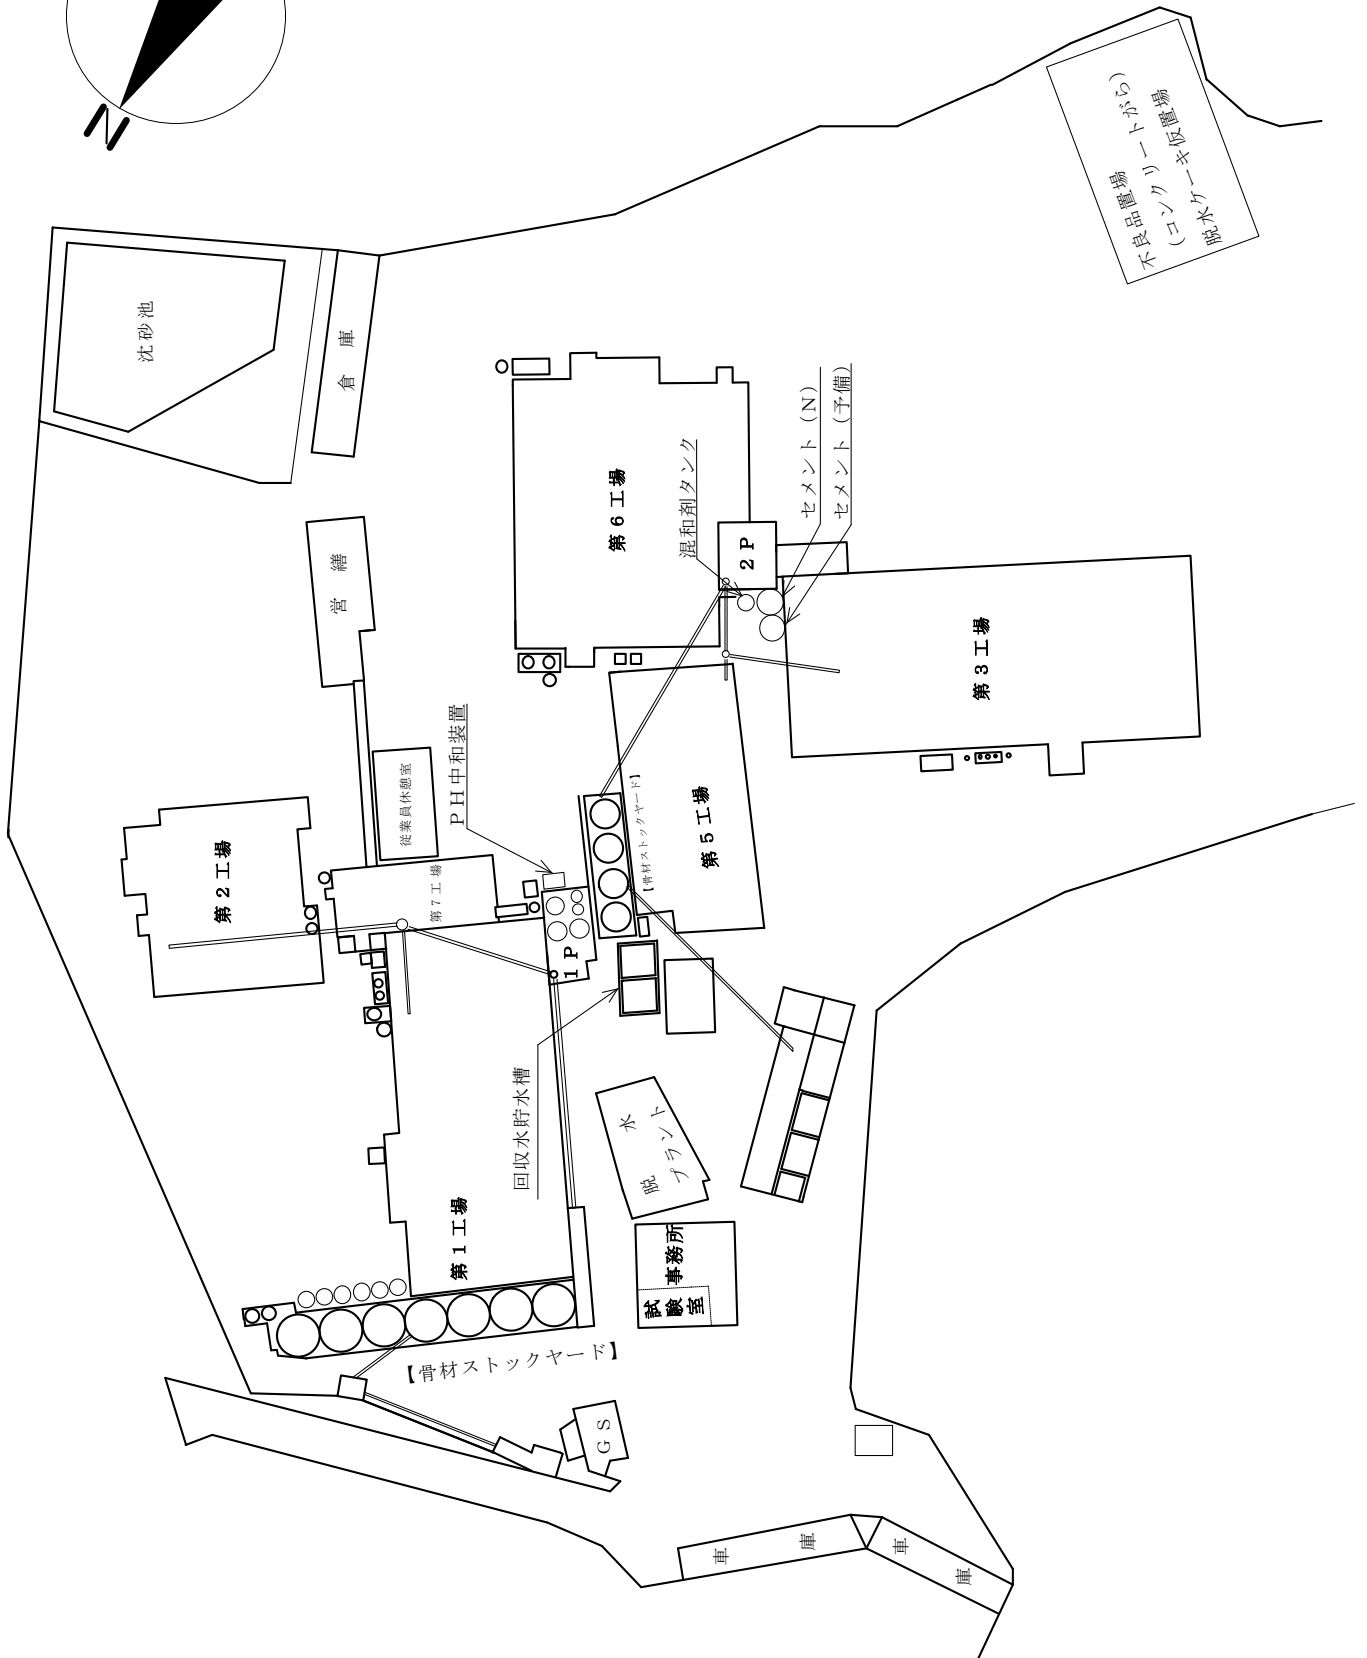 N
不良品置場
(コンクリートがら)
脱水ケーキ仮置場
沈砂池
倉庫
セメント(N)
セメント(予備)
混和剤タンク
第6工場
2P
営繕
第3工場
PH中和装置
従業員休憩室
【骨材ストックヤード】
第5工場
第2工場
第7工場
1P
回収水貯水槽
脱水
プラント
第1工場
事務所
試験室
【骨材ストックヤード】
GS
車庫
車庫